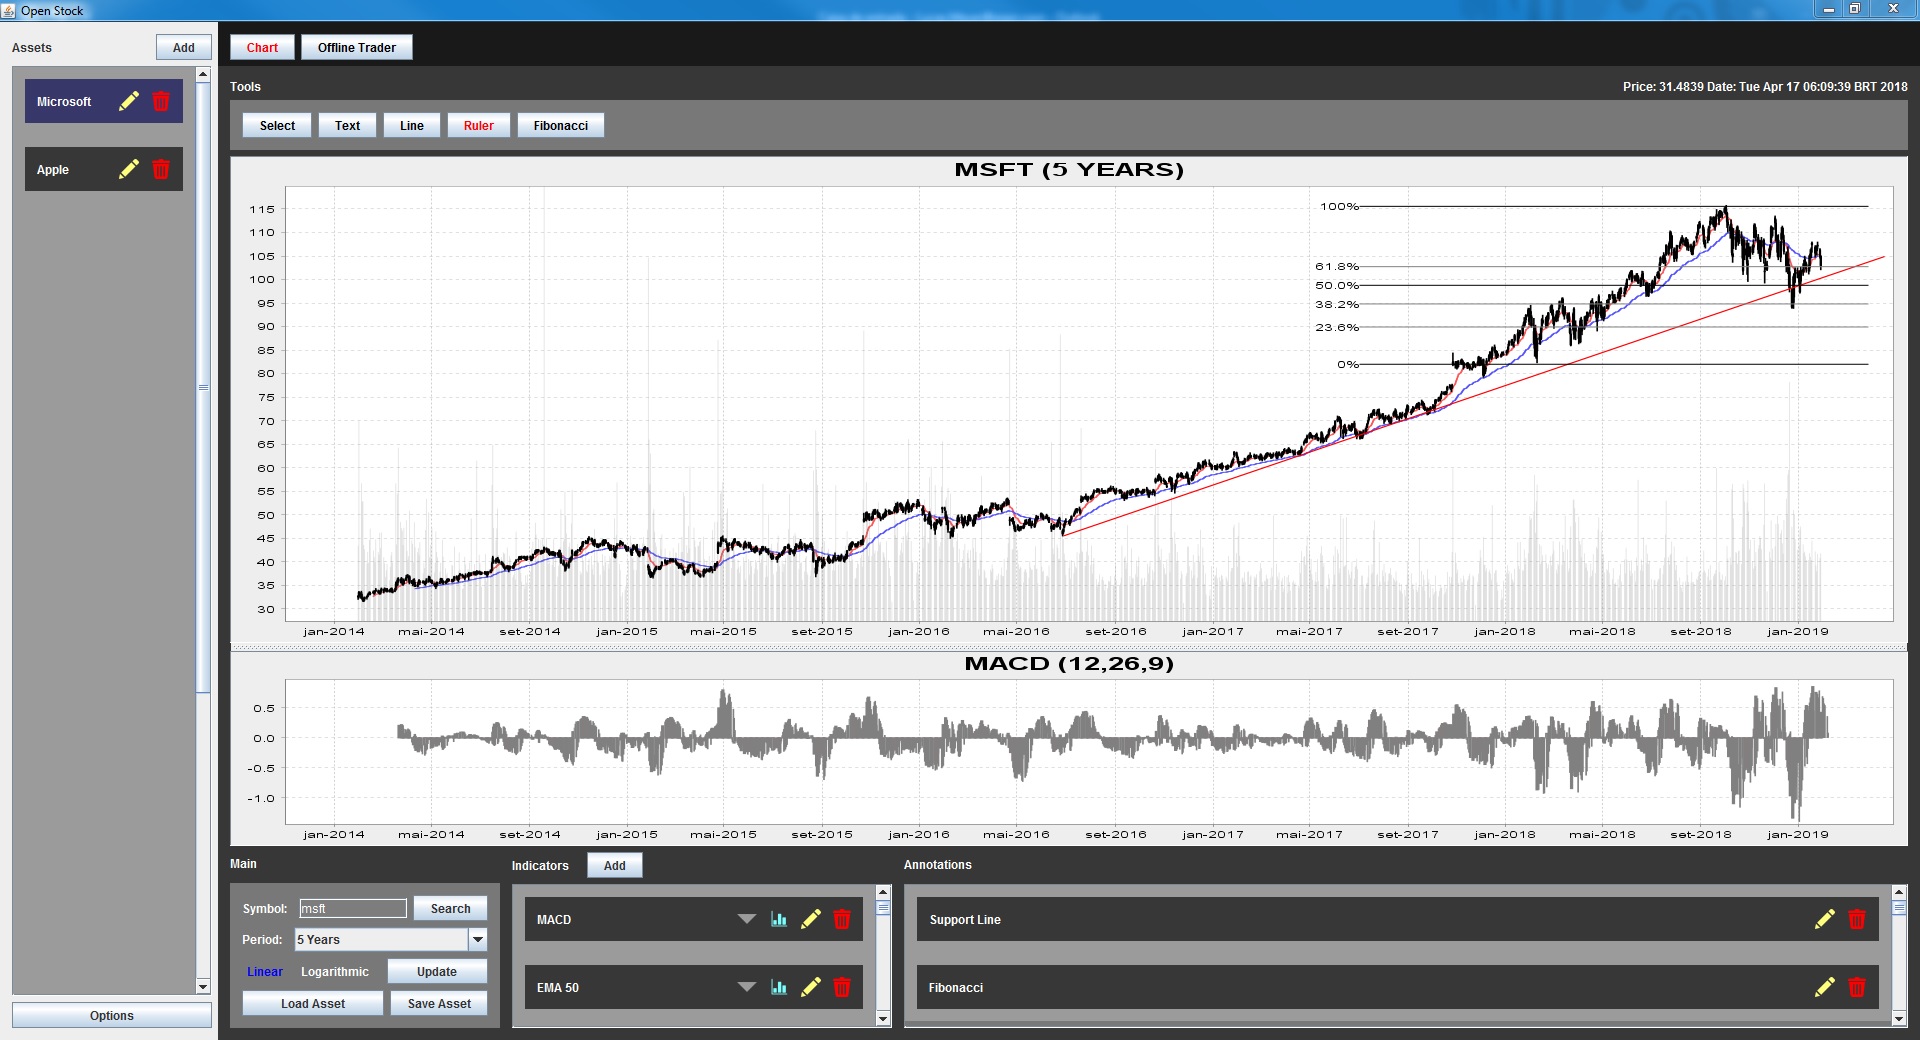 Open Stock
Assets
Add
Microsoft
Apple
Options
Chart
Offline Trader
Tools
Price: 31.4839 Date: Tue Apr 17 06:09:39 BRT 2018
Select
Text
Line
Ruler
Fibonacci
MSFT (5 YEARS)
115
110
105
100
95
90
85
80
75
70
65
60
55
50
45
40
35
30
100%
61.8%
50.0%
38.2%
23.6%
0%
jan-2014 mai-2014 set-2014 jan-2015 mai-2015 set-2015 jan-2016 mai-2016 set-2016 jan-2017 mai-2017 set-2017 jan-2018 mai-2018 set-2018 jan-2019
MACD (12,26,9)
0.5
0.0
-0.5
-1.0
jan-2014 mai-2014 set-2014 jan-2015 mai-2015 set-2015 jan-2016 mai-2016 set-2016 jan-2017 mai-2017 set-2017 jan-2018 mai-2018 set-2018 jan-2019
Main
Symbol: msft Search
Period: 5 Years
Linear Logarithmic Update
Load Asset Save Asset
Indicators Add
MACD
EMA 50
Annotations
Support Line
Fibonacci